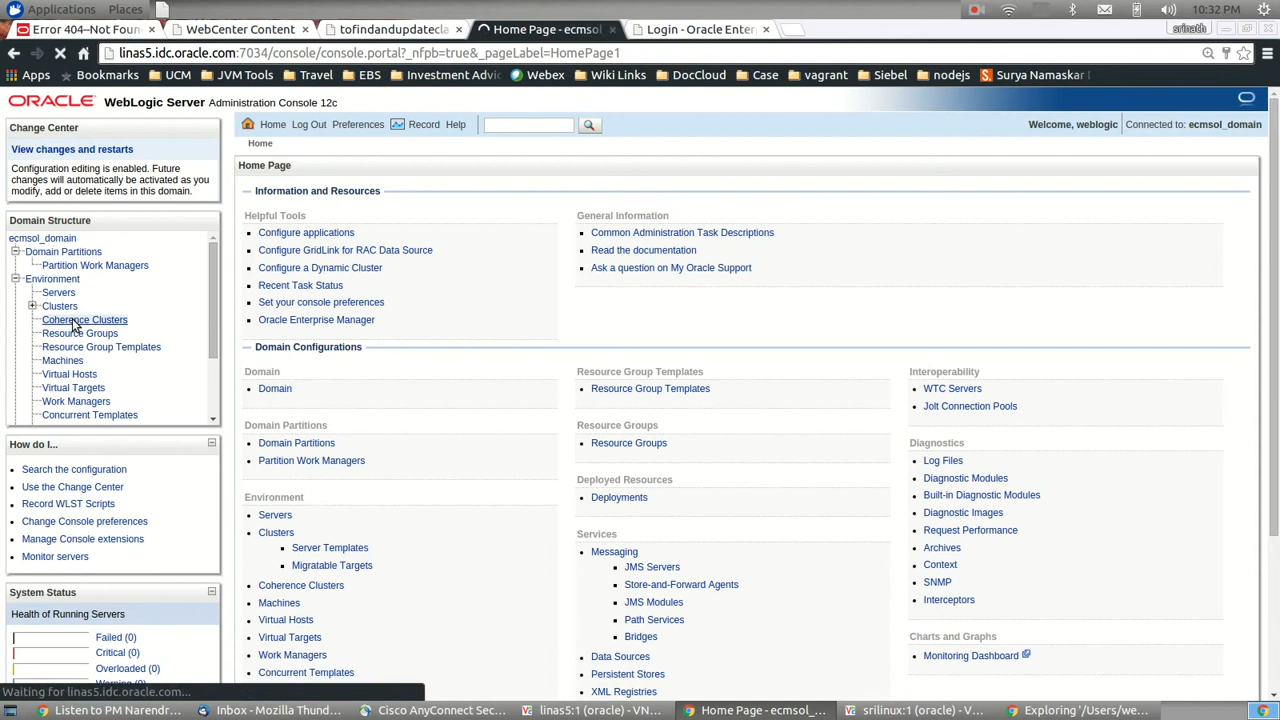 Applications Places 10:32 PM
Error 404--Not Foun WebCenter Content tofindandupdatecla Home Page - ecmsol_ Login - Oracle Enter srinath
linas5.idc.oracle.com:7034/console/console.portal?_nfpb=true&_pageLabel=HomePage1
Apps Bookmarks UCM JVM Tools Travel EBS Investment Advic Webex Wiki Links DocCloud Case vagrant Siebel nodejs Surya Namaskar
ORACLE WebLogic Server Administration Console 12c
Change Center
View changes and restarts
Configuration editing is enabled. Future
changes will automatically be activated as you
modify, add or delete items in this domain.
Home Log Out Preferences Record Help
Welcome, weblogic Connected to: ecmsol_domain
Home
Domain Structure
ecmsol_domain
Domain Partitions
Partition Work Managers
Environment
Servers
Clusters
Coherence Clusters
Resource Groups
Resource Group Templates
Machines
Virtual Hosts
Virtual Targets
Work Managers
Concurrent Templates
How do I...
Search the configuration
Use the Change Center
Record WLST Scripts
Change Console preferences
Manage Console extensions
Monitor servers
System Status
Health of Running Servers
Failed (0)
Critical (0)
Overloaded (0)
Warning (0)
Home Page
Information and Resources
Helpful Tools
Configure applications
Configure GridLink for RAC Data Source
Configure a Dynamic Cluster
Recent Task Status
Set your console preferences
Oracle Enterprise Manager
General Information
Common Administration Task Descriptions
Read the documentation
Ask a question on My Oracle Support
Domain Configurations
Domain
Domain
Domain Partitions
Domain Partitions
Partition Work Managers
Environment
Servers
Clusters
Server Templates
Migratable Targets
Coherence Clusters
Machines
Virtual Hosts
Virtual Targets
Work Managers
Concurrent Templates
Resource Group Templates
Resource Group Templates
Resource Groups
Resource Groups
Deployed Resources
Deployments
Services
Messaging
JMS Servers
Store-and-Forward Agents
JMS Modules
Path Services
Bridges
Data Sources
Persistent Stores
XML Registries
Interoperability
WTC Servers
Jolt Connection Pools
Diagnostics
Log Files
Diagnostic Modules
Built-in Diagnostic Modules
Diagnostic Images
Request Performance
Archives
Context
SNMP
Interceptors
Charts and Graphs
Monitoring Dashboard
Waiting for linas5.idc.oracle.com...
Listen to PM Narendr... Inbox - Mozilla Thund... Cisco AnyConnect Sec... linas5:1 (oracle) - VN... Home Page - ecmsol_... srilinux:1 (oracle) - V... Exploring '/Users/we...